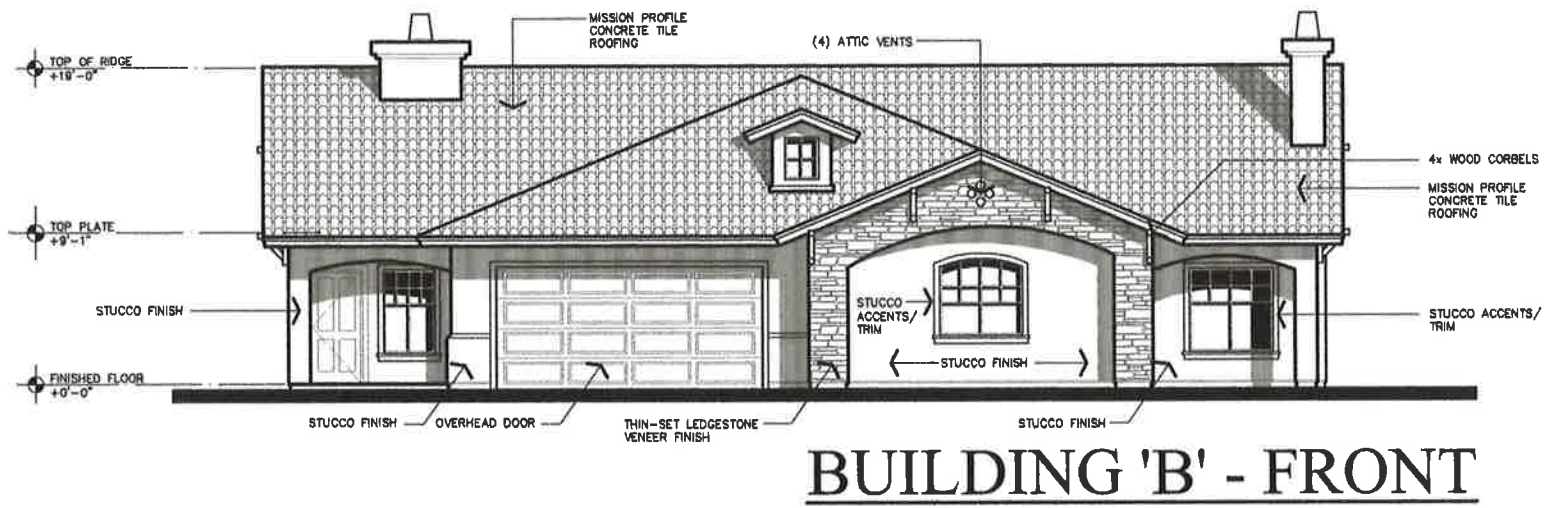 MISSION PROFILE
CONCRETE TILE
ROOFING
(4) ATTIC VENTS
TOP OF RIDGE
+19'-0"
4x WOOD CORBELS
MISSION PROFILE
CONCRETE TILE
ROOFING
TOP PLATE
+9'-1"
STUCCO FINISH
STUCCO
ACCENTS/
TRIM
STUCCO ACCENTS/
TRIM
STUCCO FINISH
FINISHED FLOOR
+0'-0"
STUCCO FINISH
OVERHEAD DOOR
THIN-SET LEDGESTONE
VENEER FINISH
STUCCO FINISH
BUILDING 'B' - FRONT